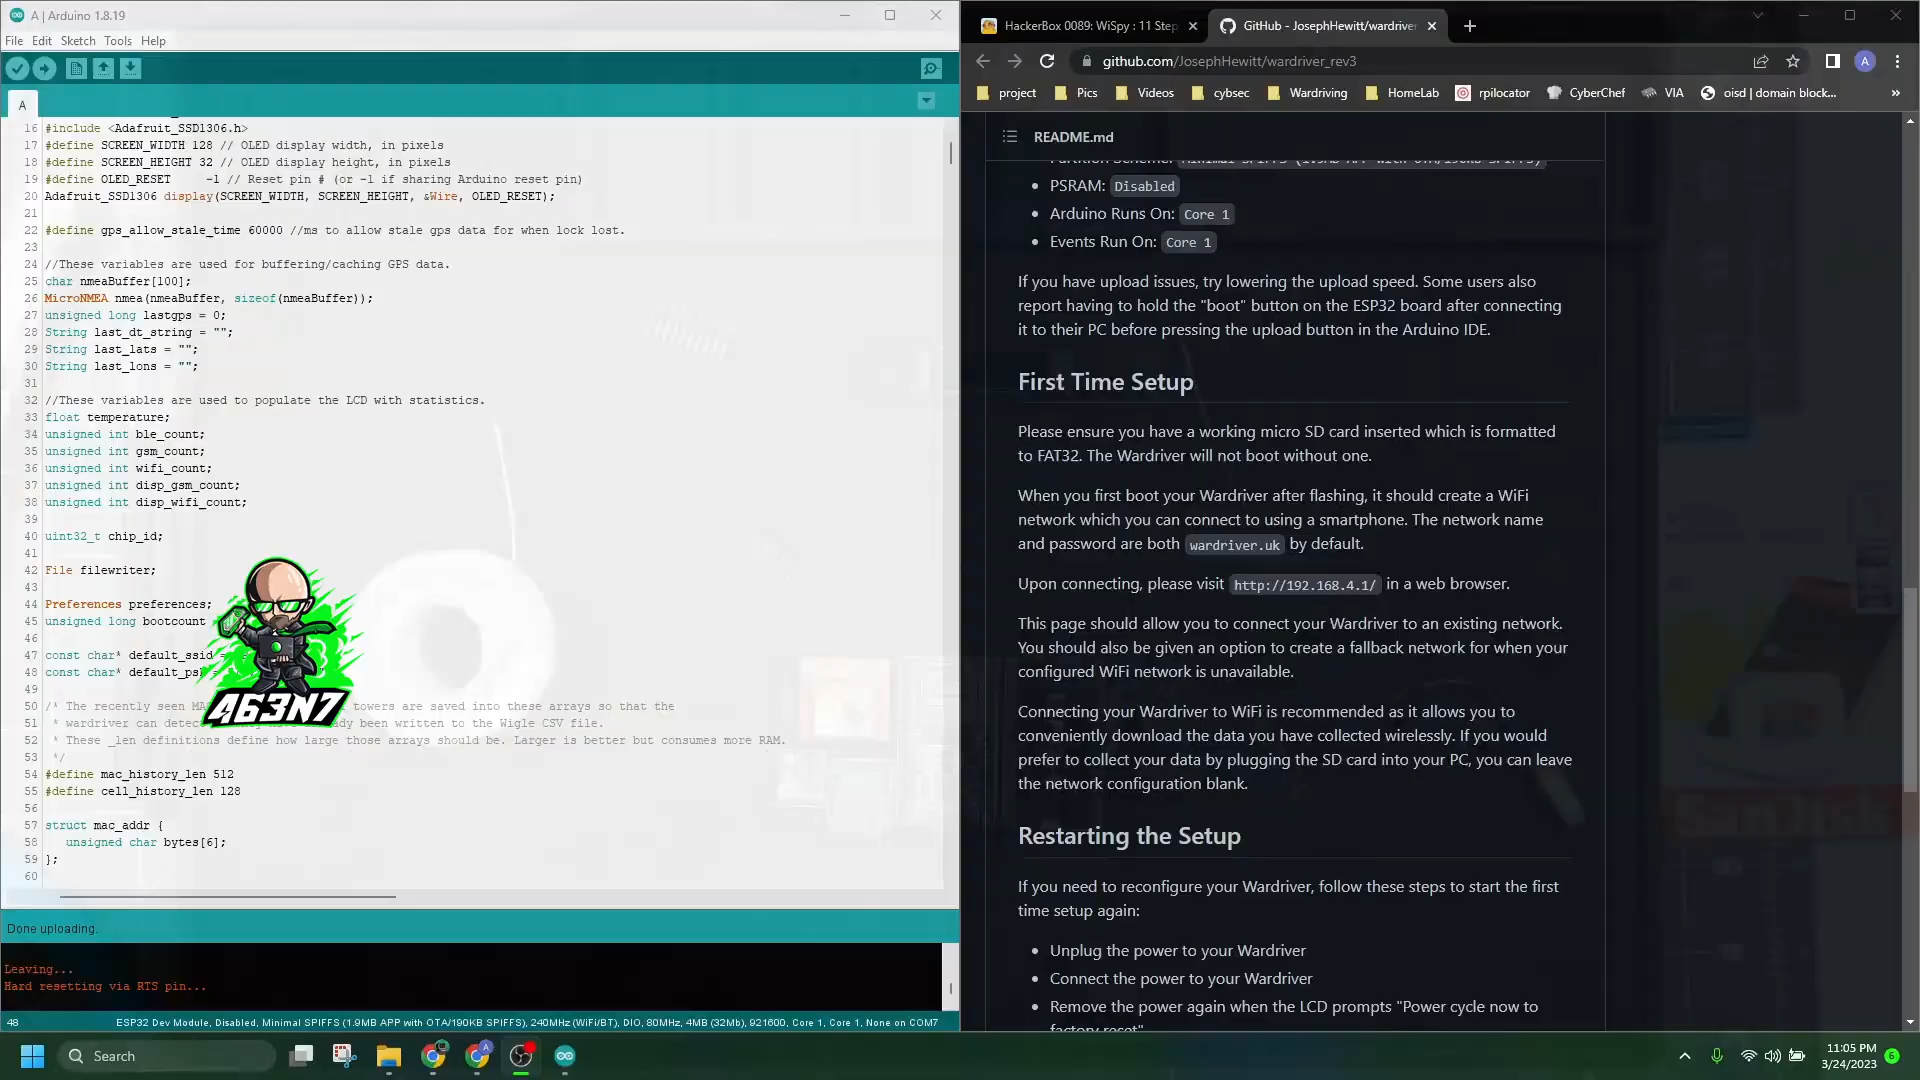 A | Arduino 1.8.19
File Edit Sketch Tools Help
A
16 #include <Adafruit_SSD1306.h>
17 #define SCREEN_WIDTH 128 // OLED display width, in pixels
18 #define SCREEN_HEIGHT 32 // OLED display height, in pixels
19 #define OLED_RESET     -1 // Reset pin # (or -1 if sharing Arduino reset pin)
20 Adafruit_SSD1306 display(SCREEN_WIDTH, SCREEN_HEIGHT, &Wire, OLED_RESET);
21
22 #define gps_allow_stale_time 60000 //ms to allow stale gps data for when lock lost.
23
24 //These variables are used for buffering/caching GPS data.
25 char nmeaBuffer[100];
26 MicroNMEA nmea(nmeaBuffer, sizeof(nmeaBuffer));
27 unsigned long lastgps = 0;
28 String last_dt_string = "";
29 String last_lats = "";
30 String last_lons = "";
31
32 //These variables are used to populate the LCD with statistics.
33 float temperature;
34 unsigned int ble_count;
35 unsigned int gsm_count;
36 unsigned int wifi_count;
37 unsigned int disp_gsm_count;
38 unsigned int disp_wifi_count;
39
40 uint32_t chip_id;
41
42 File filewriter;
43
44 Preferences preferences;
45 unsigned long bootcount
46
47 const char* default_ssid =
48 const char* default_ps
49
50 /* The recently seen towers are saved into these arrays so that the
51 * wardriver can detec been written to the Wigle CSV file.
52 * These _len definitions define how large those arrays should be. Larger is better but consumes more RAM.
53 */
54 #define mac_history_len 512
55 #define cell_history_len 128
56
57 struct mac_addr {
58 unsigned char bytes[6];
59 };
60
463N7
Done uploading.
Leaving...
Hard resetting via RTS pin...
48 ESP32 Dev Module, Disabled, Minimal SPIFFS (1.9MB APP with OTA/190KB SPIFFS), 240MHz (WiFi/BT), DIO, 80MHz, 4MB (32Mb), 921600, Core 1, Core 1, None on COM7
HackerBox 0089: WiSpy : 11 Step
GitHub - JosephHewitt/wardriver
github.com/JosephHewitt/wardriver_rev3
A
project Pics Videos cybsec Wardriving HomeLab rpilocator CyberChef VIA oisd | domain block... »
README.md
Partition Scheme: Minimal SPIFFS (1.9MB APP with OTA/190KB SPIFFS)
• PSRAM: Disabled
• Arduino Runs On: Core 1
• Events Run On: Core 1
If you have upload issues, try lowering the upload speed. Some users also
report having to hold the "boot" button on the ESP32 board after connecting
it to their PC before pressing the upload button in the Arduino IDE.
First Time Setup
Please ensure you have a working micro SD card inserted which is formatted
to FAT32. The Wardriver will not boot without one.
When you first boot your Wardriver after flashing, it should create a WiFi
network which you can connect to using a smartphone. The network name
and password are both wardriver.uk by default.
Upon connecting, please visit http://192.168.4.1/ in a web browser.
This page should allow you to connect your Wardriver to an existing network.
You should also be given an option to create a fallback network for when your
configured WiFi network is unavailable.
Connecting your Wardriver to WiFi is recommended as it allows you to
conveniently download the data you have collected wirelessly. If you would
prefer to collect your data by plugging the SD card into your PC, you can leave
the network configuration blank.
Restarting the Setup
If you need to reconfigure your Wardriver, follow these steps to start the first
time setup again:
• Unplug the power to your Wardriver
• Connect the power to your Wardriver
• Remove the power again when the LCD prompts "Power cycle now to
factory reset"
Search
11:05 PM
3/24/2023
6